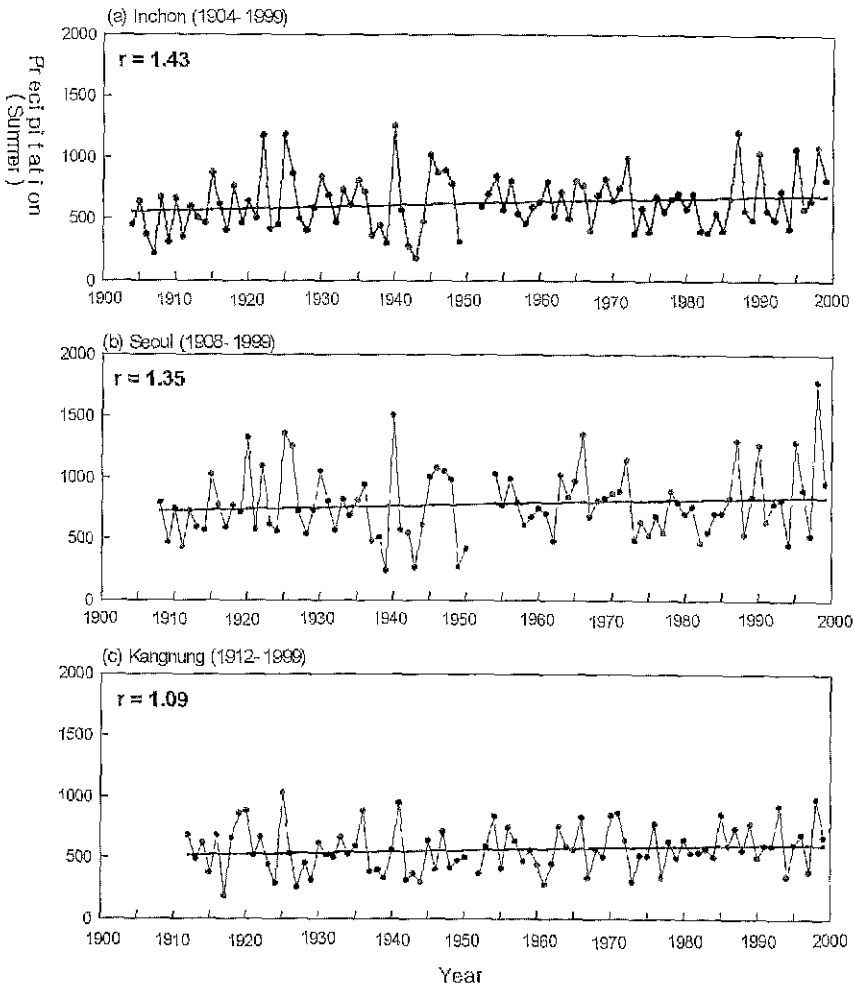 (a) Inchon (1904-1999)
2000
1500
1000
500
0
r = 1.43
Precipitation
(Summer)
1900 1910 1920 1930 1940 1950 1960 1970 1980 1990 2000
(b) Seoul (1908-1999)
2000
1500
1000
500
0
r = 1.35
1900 1910 1920 1930 1940 1950 1960 1970 1980 1990 2000
(c) Kangnung (1912-1999)
2000
1500
1000
500
0
r = 1.09
1900 1910 1920 1930 1940 1950 1960 1970 1980 1990 2000
Year